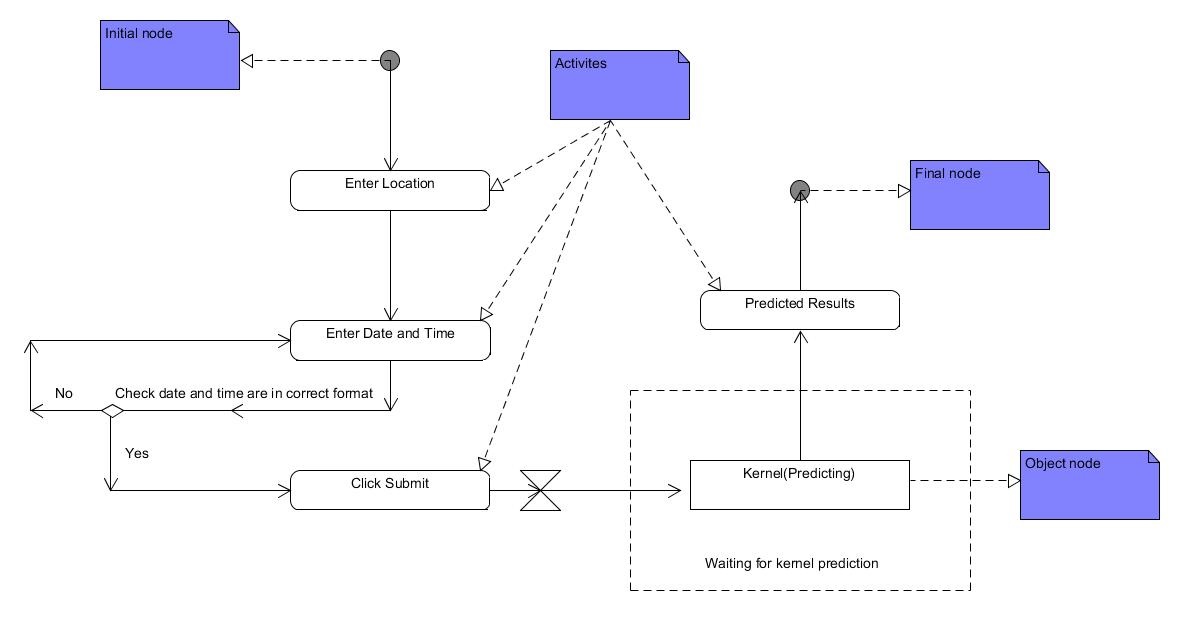 Initial node
Activites
Enter Location
Final node
Predicted Results
Enter Date and Time
No
Check date and time are in correct format
Yes
Click Submit
Kernel(Predicting)
Object node
Waiting for kernel prediction